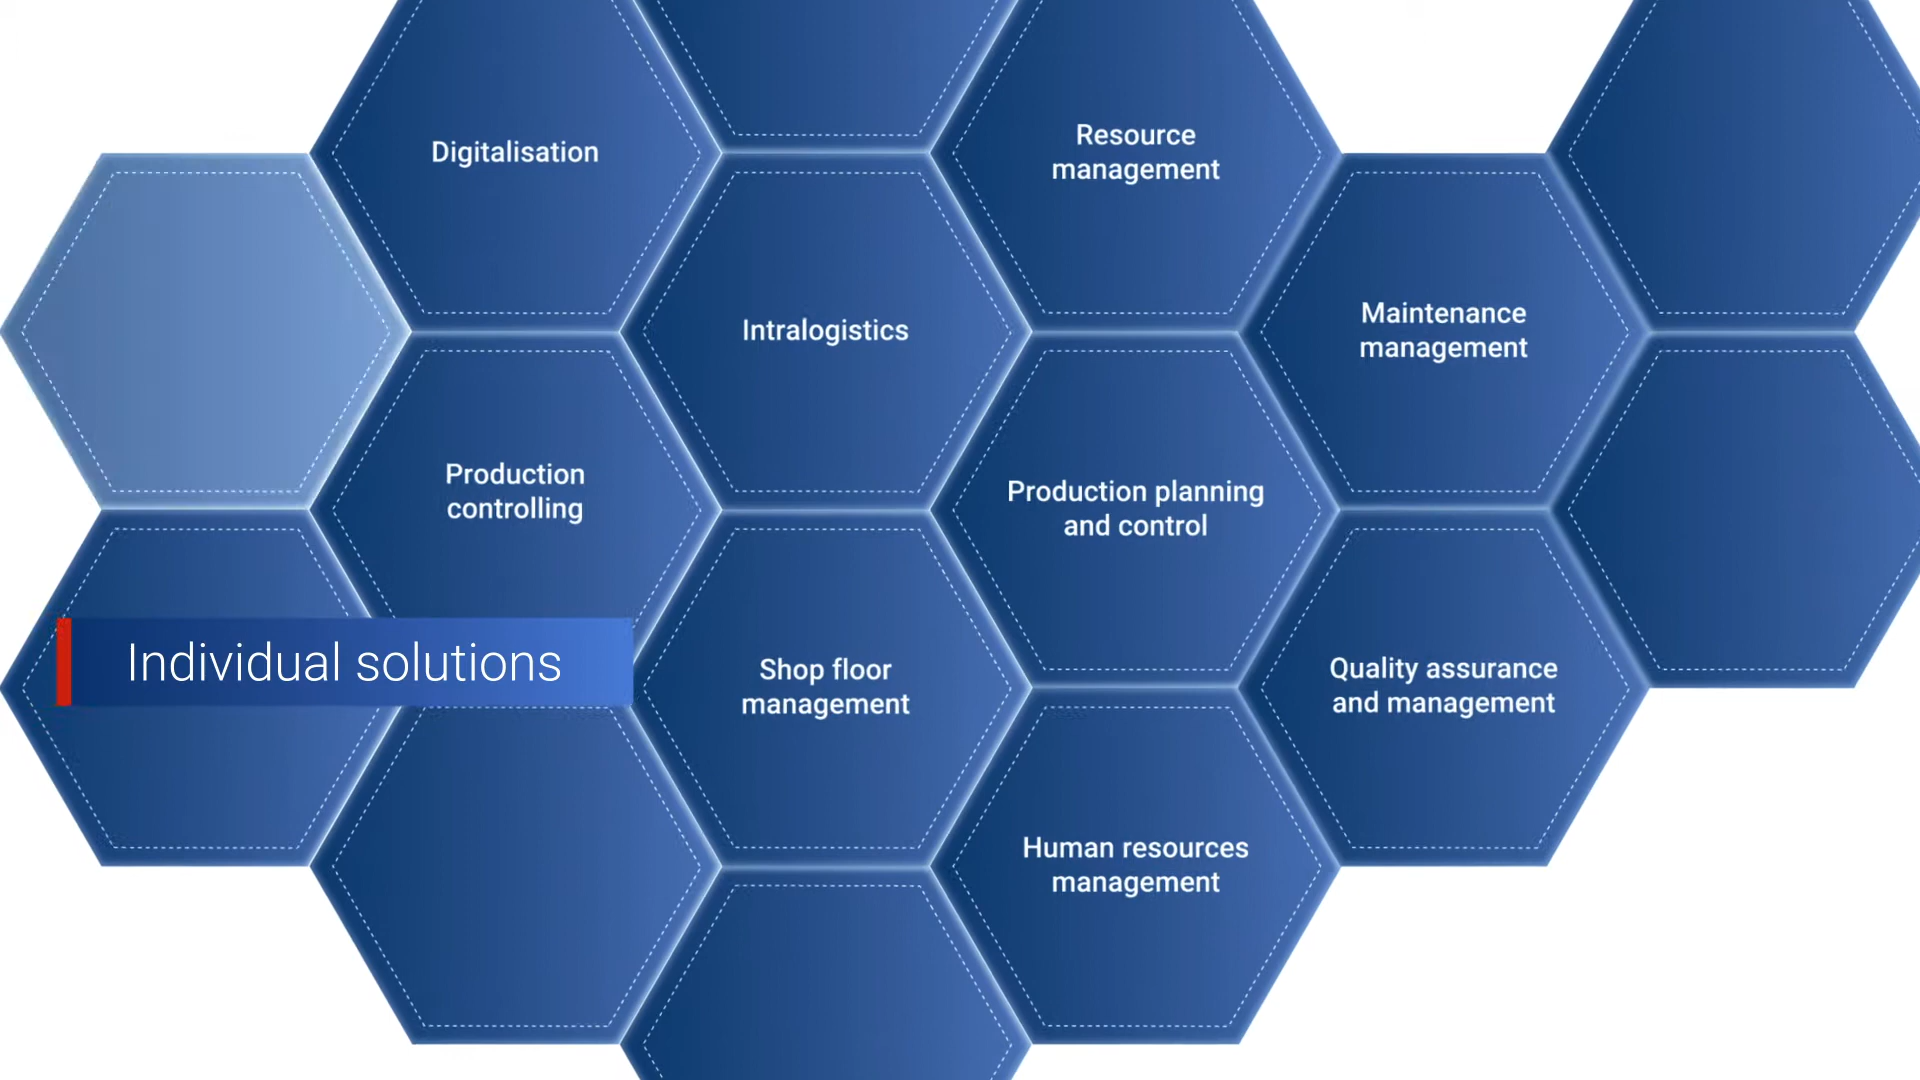 Digitalisation
Resource
management
Intralogistics
Maintenance
management
Production
controlling
Production planning
and control
Individual solutions
Shop floor
management
Quality assurance
and management
Human resources
management